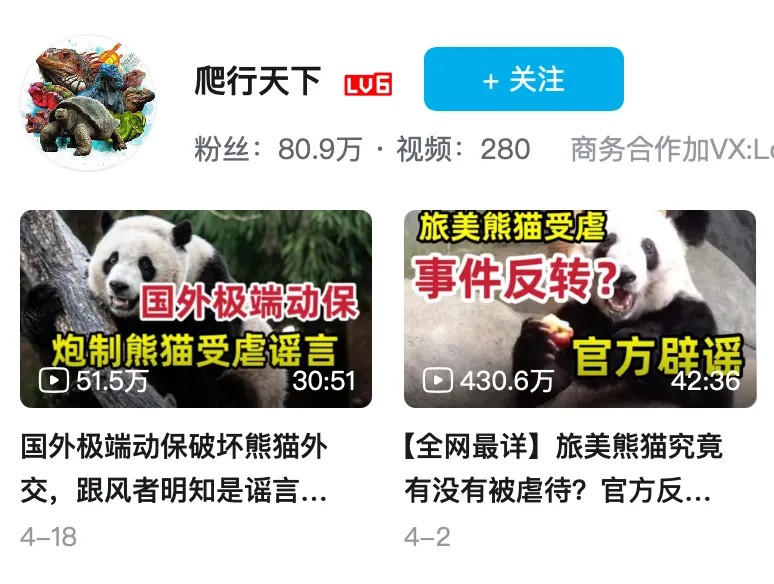 爬行天下 LV6 + 关注
粉丝：80.9万 · 视频：280 商务合作加VX:Lo
国外极端动保
炮制熊猫受虐谣言
51.5万 30:51
旅美熊猫受虐
事件反转？
官方辟谣
430.6万 42:36
国外极端动保破坏熊猫外
交，跟风者明知是谣言...
4-18
【全网最详】旅美熊猫究竟
有没有被虐待？官方反...
4-2